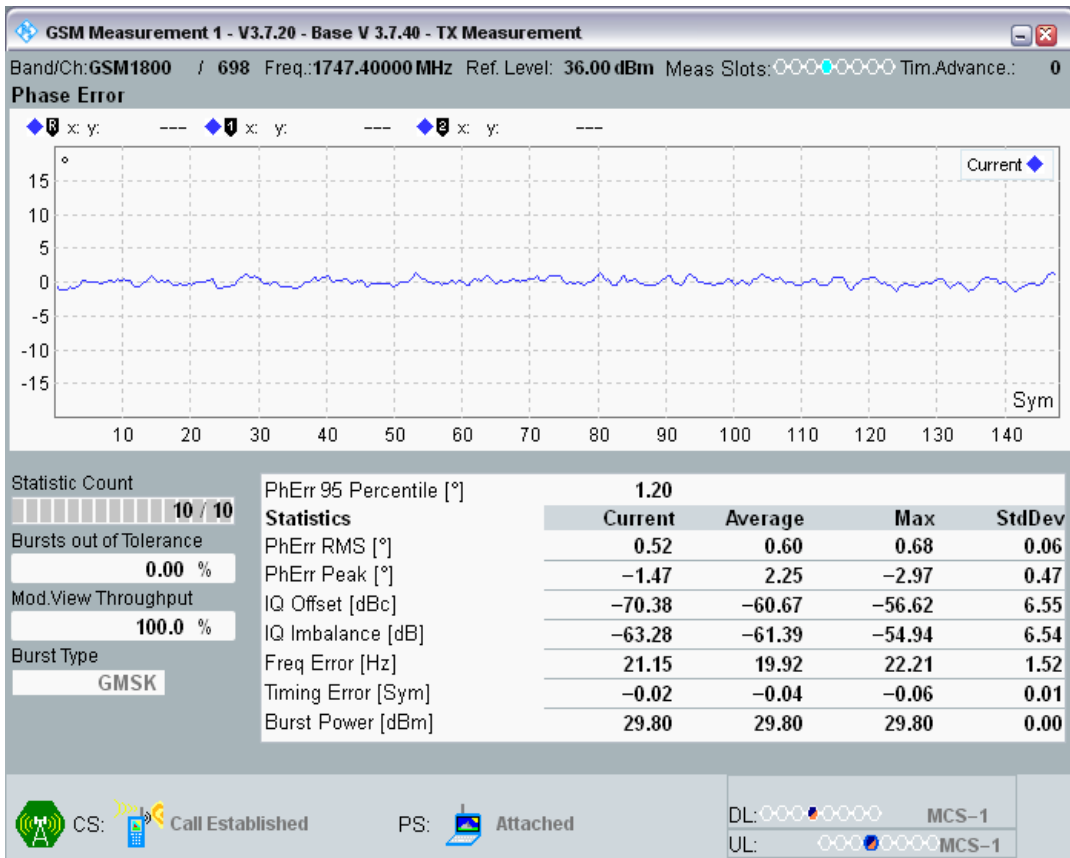 GSM Measurement 1 - V3.7.20 - Base V 3.7.40 - TX Measurement
Band/Ch:GSM1800 / 698 Freq.:1747.40000 MHz Ref. Level: 36.00 dBm Meas Slots: Tim.Advance.: 0
Phase Error
R x: y: --- 1 x: y: --- 2 x: y: ---
° Current
15
10
5
0
-5
-10
-15
Sym
10 20 30 40 50 60 70 80 90 100 110 120 130 140
Statistic Count
10 / 10
Bursts out of Tolerance
0.00 %
Mod.View Throughput
100.0 %
Burst Type
GMSK
PhErr 95 Percentile [°] 1.20
Statistics Current Average Max StdDev
PhErr RMS [°] 0.52 0.60 0.68 0.06
PhErr Peak [°] −1.47 2.25 −2.97 0.47
IQ Offset [dBc] −70.38 −60.67 −56.62 6.55
IQ Imbalance [dB] −63.28 −61.39 −54.94 6.54
Freq Error [Hz] 21.15 19.92 22.21 1.52
Timing Error [Sym] −0.02 −0.04 −0.06 0.01
Burst Power [dBm] 29.80 29.80 29.80 0.00
CS: Call Established PS: Attached
DL: MCS−1
UL: MCS−1